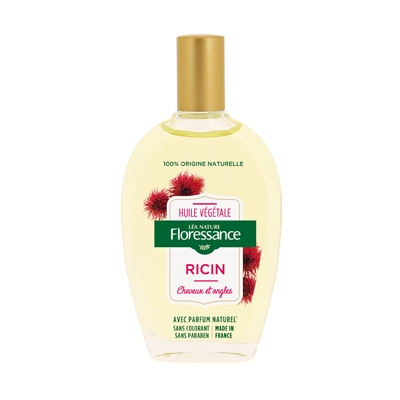 100% ORIGINE NATURELLE
HUILE VÉGÉTALE
LÉA NATURE
Floressance
RICIN
Cheveux et ongles
AVEC PARFUM NATUREL*
SANS COLORANT | MADE IN
SANS PARABEN | FRANCE